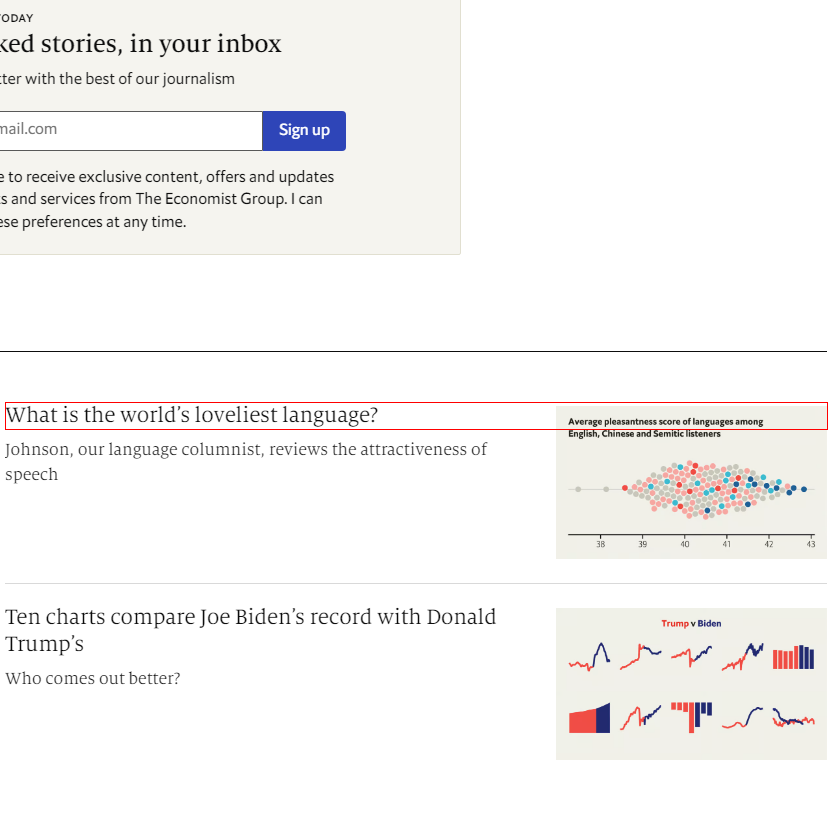 TODAY
ked stories, in your inbox
tter with the best of our journalism
mail.com
Sign up
e to receive exclusive content, offers and updates
ts and services from The Economist Group. I can
ese preferences at any time.
What is the world's loveliest language?
Johnson, our language columnist, reviews the attractiveness of
speech
Average pleasantness score of languages among
English, Chinese and Semitic listeners
38 39 40 41 42 43
Ten charts compare Joe Biden's record with Donald
Trump's
Who comes out better?
Trump v Biden